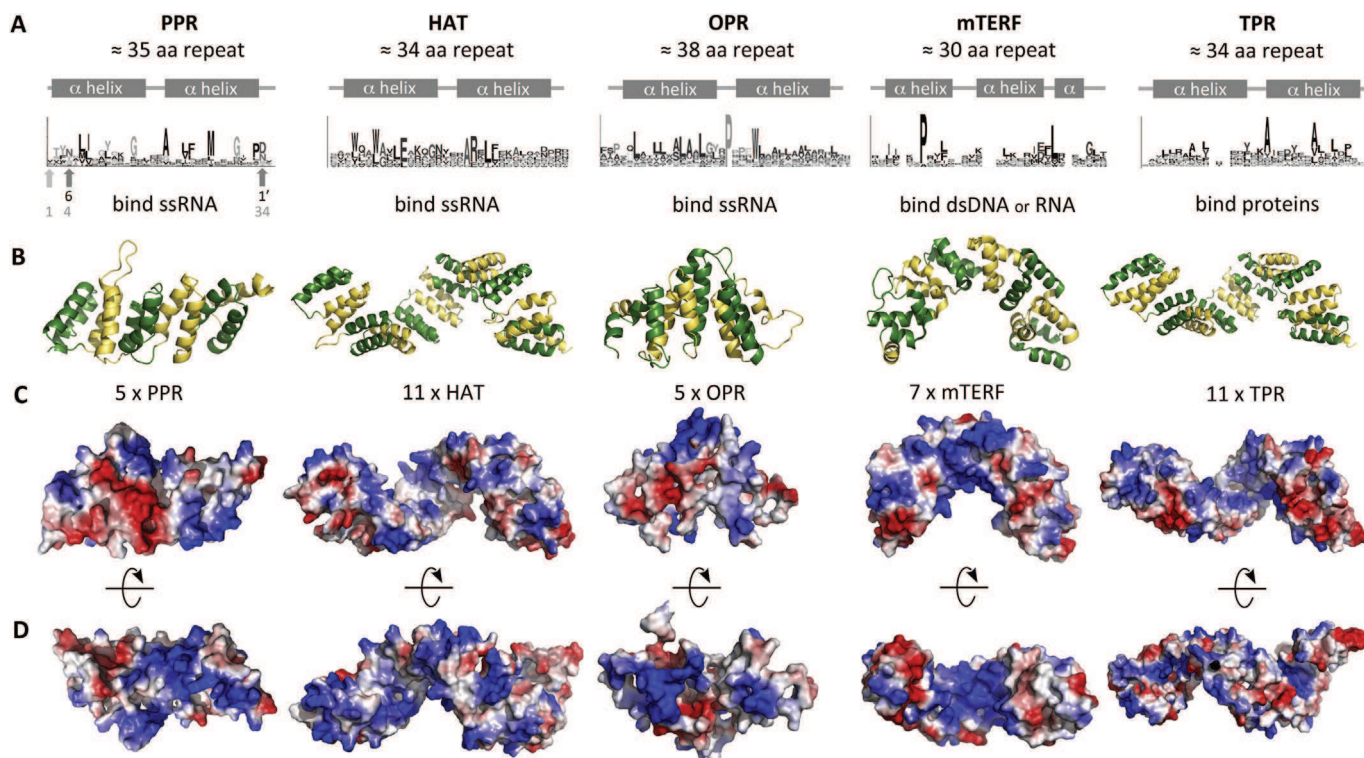 A
PPR
HAT
OPR
mTERF
TPR
≈ 35 aa repeat
≈ 34 aa repeat
≈ 38 aa repeat
≈ 30 aa repeat
≈ 34 aa repeat
α helix
α helix
α helix
α helix
α helix
α helix
α helix
α helix
α
α helix
α helix
1
6
4
1'
34
bind ssRNA
bind ssRNA
bind ssRNA
bind dsDNA or RNA
bind proteins
B
C
5 x PPR
11 x HAT
5 x OPR
7 x mTERF
11 x TPR
D